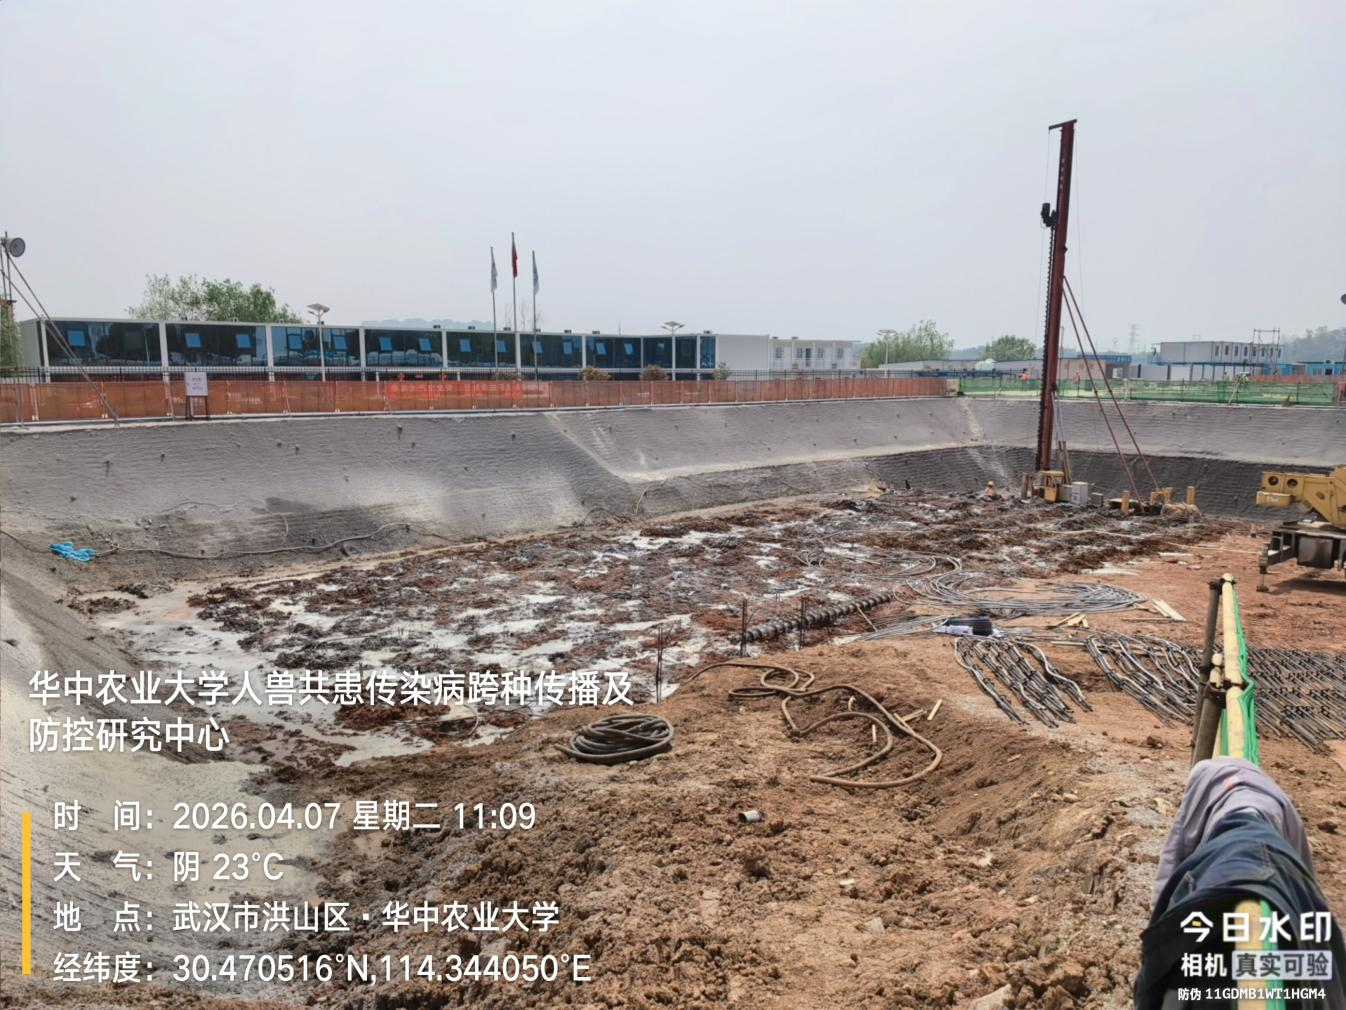 华中农业大学人兽共患传染病跨种传播及
防控研究中心
时 间：2026.04.07 星期二 11:09
天 气：阴 23℃
地 点：武汉市洪山区·华中农业大学
经纬度：30.470516°N,114.344050°E
今日水印
相机 真实可验
防伪 11GDMB1WT1HGM4